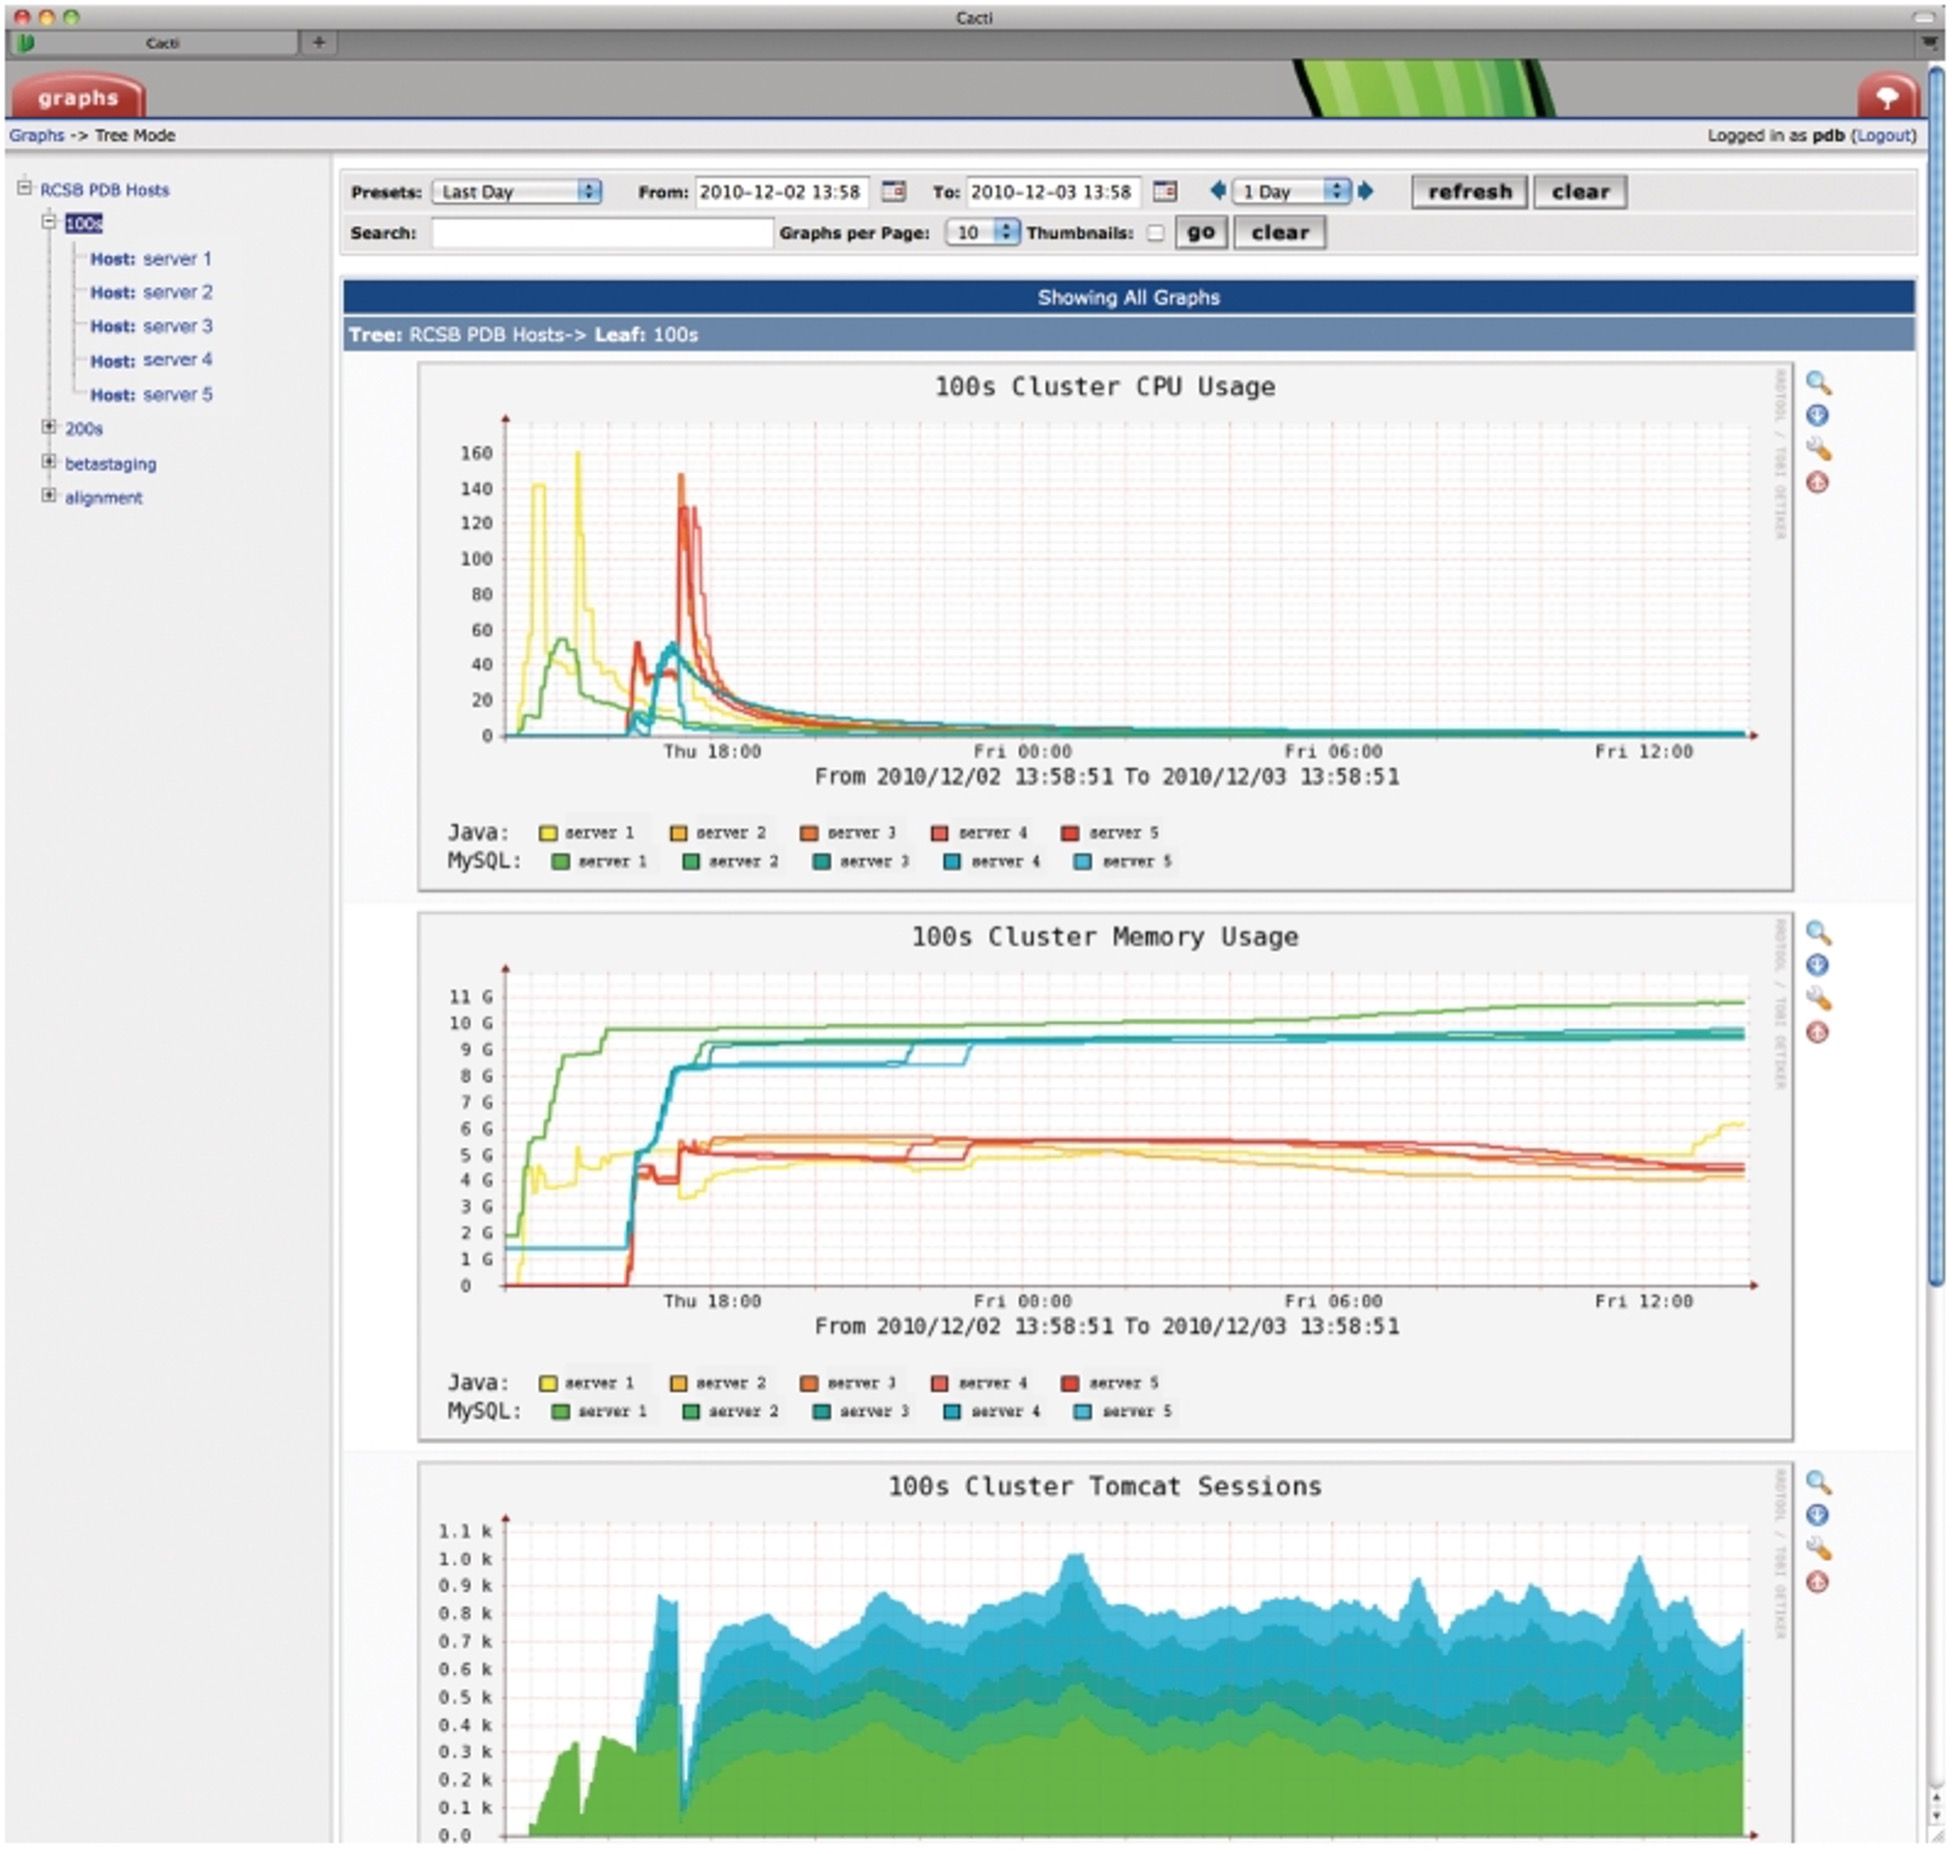 Cacti
Cacti +
graphs
Graphs -> Tree Mode
Logged in as pdb (Logout)
RCSB PDB Hosts
100s
Host: server 1
Host: server 2
Host: server 3
Host: server 4
Host: server 5
200s
betastaging
alignment
Presets: Last Day From: 2010-12-02 13:58 To: 2010-12-03 13:58 1 Day refresh clear
Search: Graphs per Page: 10 Thumbnails: go clear
Showing All Graphs
Tree: RCSB PDB Hosts-> Leaf: 100s
100s Cluster CPU Usage
RRDTOOL / TOBI OETIKER
160
140
120
100
80
60
40
20
0
Thu 18:00 Fri 00:00 Fri 06:00 Fri 12:00
From 2010/12/02 13:58:51 To 2010/12/03 13:58:51
Java: server 1 server 2 server 3 server 4 server 5
MySQL: server 1 server 2 server 3 server 4 server 5
100s Cluster Memory Usage
RRDTOOL / TOBI OETIKER
11 G
10 G
9 G
8 G
7 G
6 G
5 G
4 G
3 G
2 G
1 G
0
Thu 18:00 Fri 00:00 Fri 06:00 Fri 12:00
From 2010/12/02 13:58:51 To 2010/12/03 13:58:51
Java: server 1 server 2 server 3 server 4 server 5
MySQL: server 1 server 2 server 3 server 4 server 5
100s Cluster Tomcat Sessions
RRDTOOL / TOBI OETIKER
1.1 k
1.0 k
0.9 k
0.8 k
0.7 k
0.6 k
0.5 k
0.4 k
0.3 k
0.2 k
0.1 k
0.0